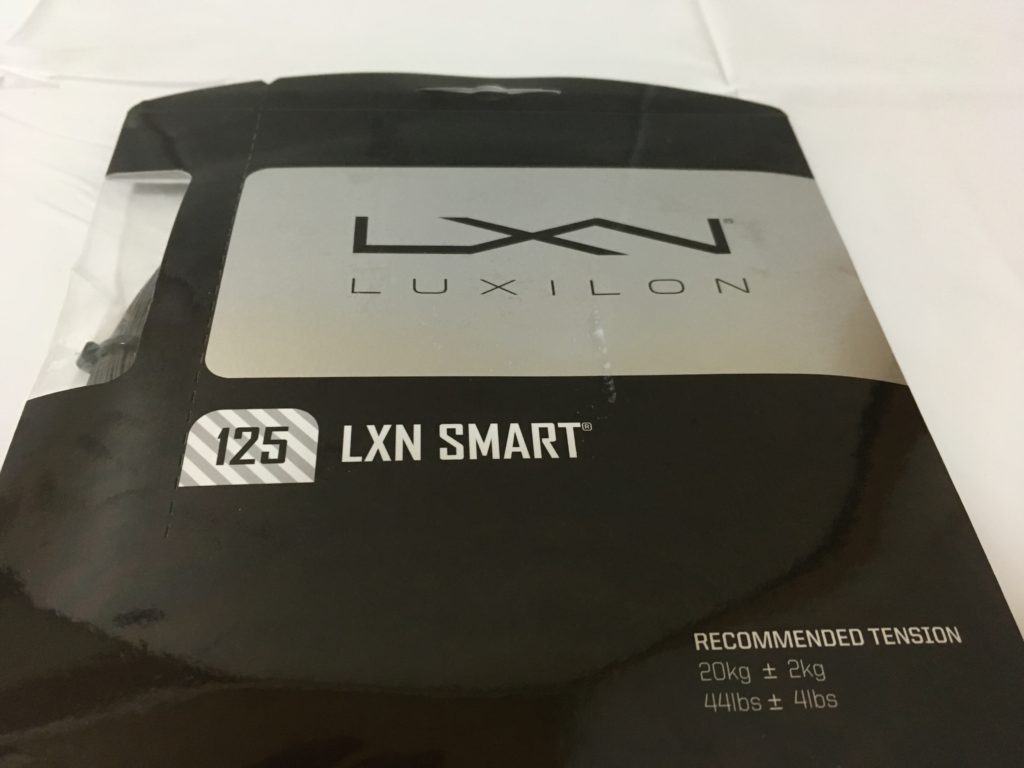 LXN®
LUXILON
125 LXN SMART®
RECOMMENDED TENSION
20kg ± 2kg
44lbs ± 4lbs